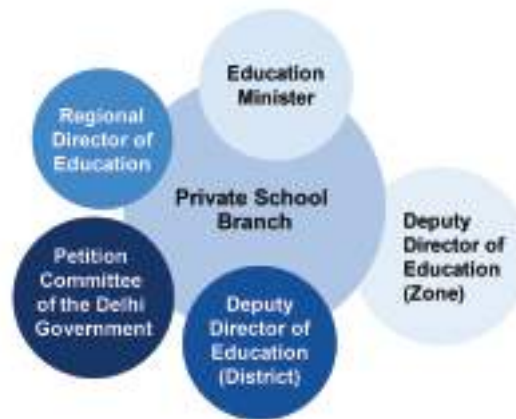 Education
Minister
Regional
Director of
Education
Private School
Branch
Deputy
Director of
Education
(Zone)
Petition
Committee
of the Delhi
Government
Deputy
Director of
Education
(District)